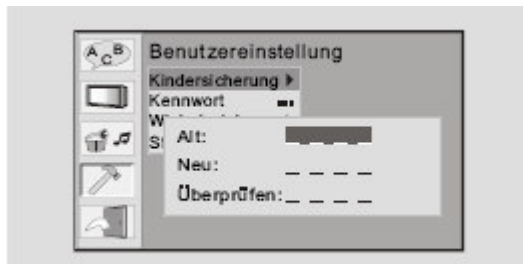 A C B
Benutzereinstellung
Kindersicherung
Kennwort
Alt: _ _ _ _
Neu: _ _ _ _
Überprüfen: _ _ _ _